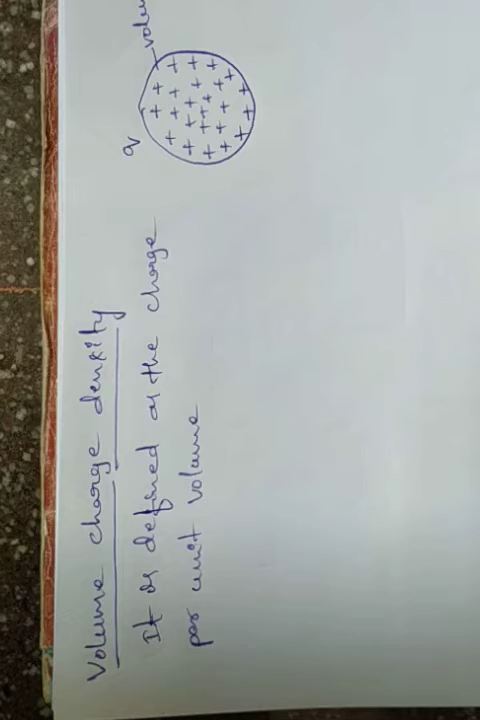 Volume charge density
It is defined as the charge
per unit volume
q